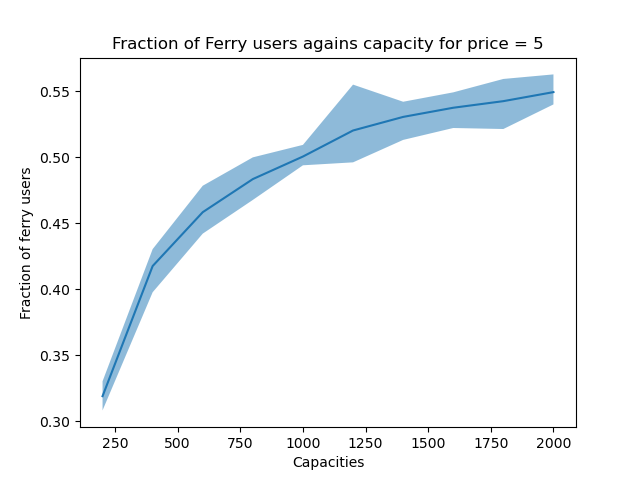 Fraction of Ferry users agains capacity for price = 5
0.55
0.50
0.45
0.40
0.35
0.30
Fraction of ferry users
250 500 750 1000 1250 1500 1750 2000
Capacities